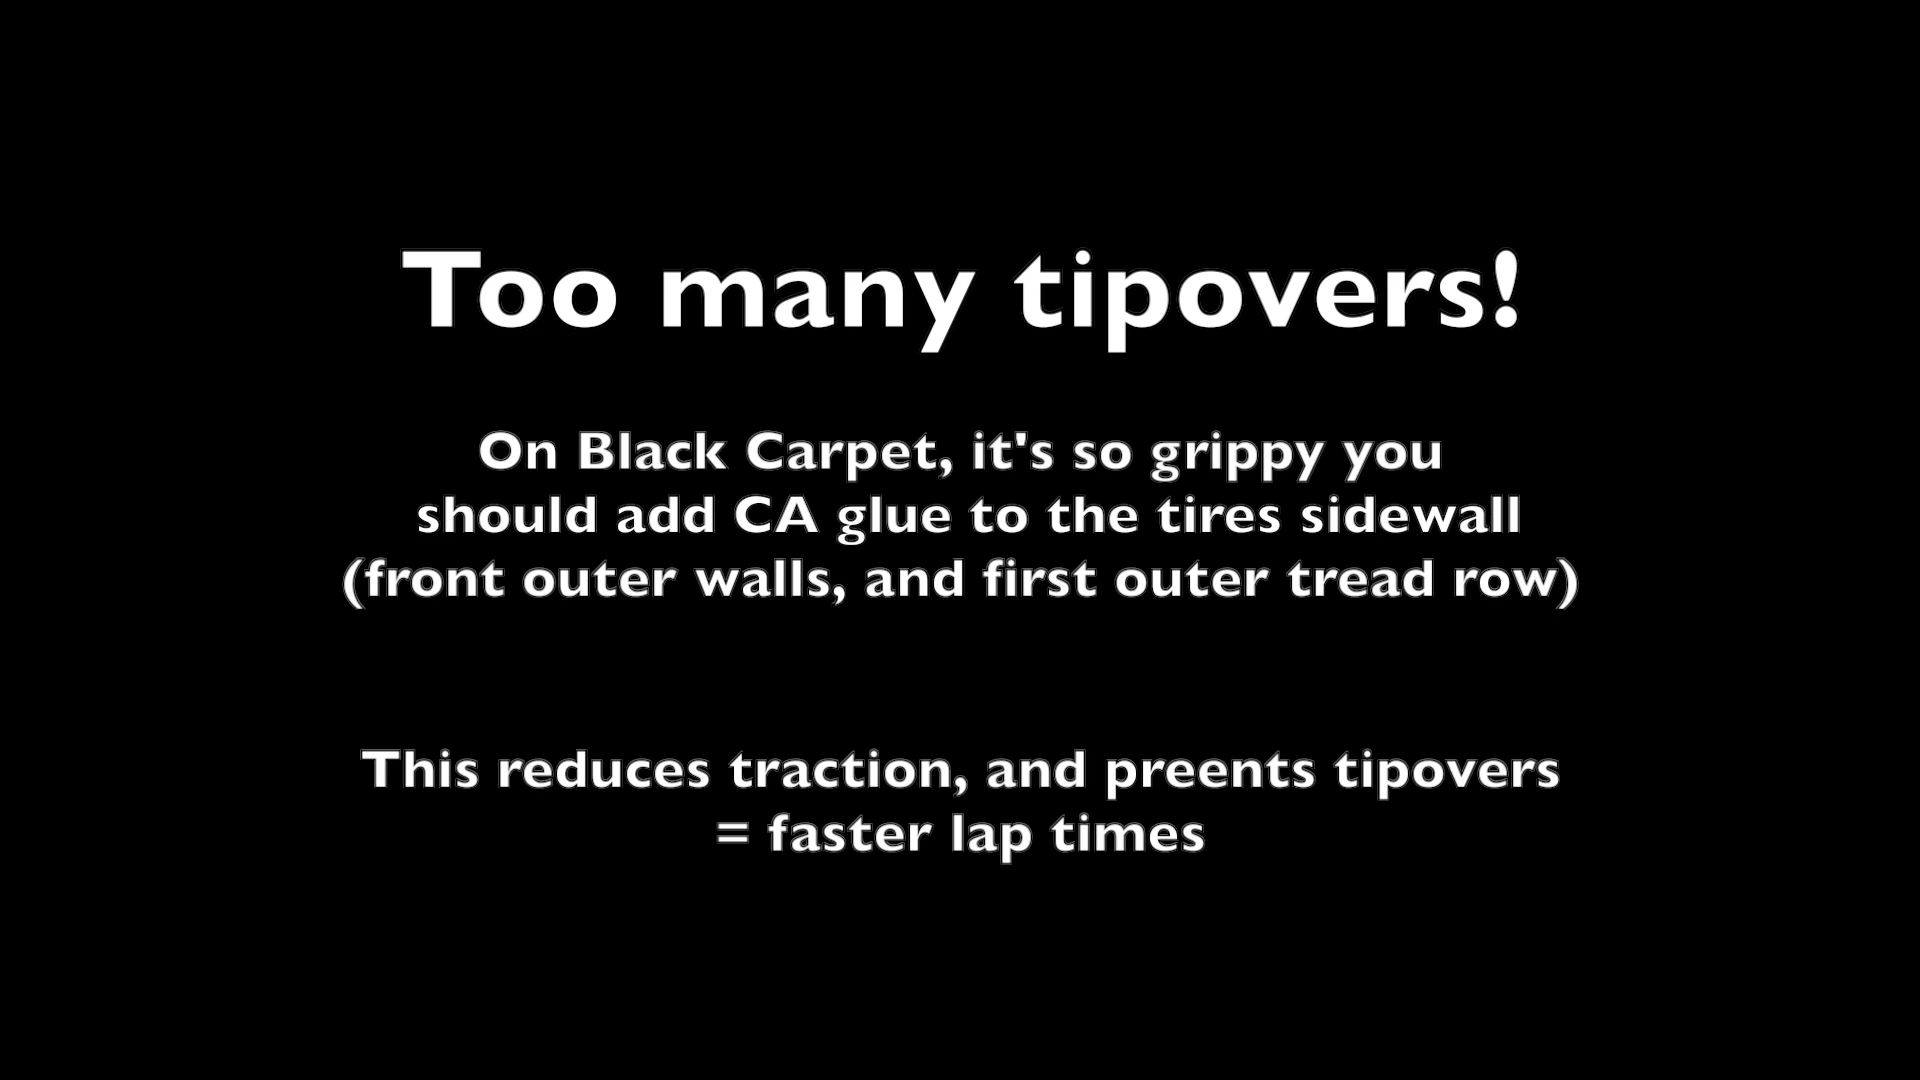 Too many tipovers!
On Black Carpet, it's so grippy you
should add CA glue to the tires sidewall
(front outer walls, and first outer tread row)
This reduces traction, and preents tipovers
= faster lap times